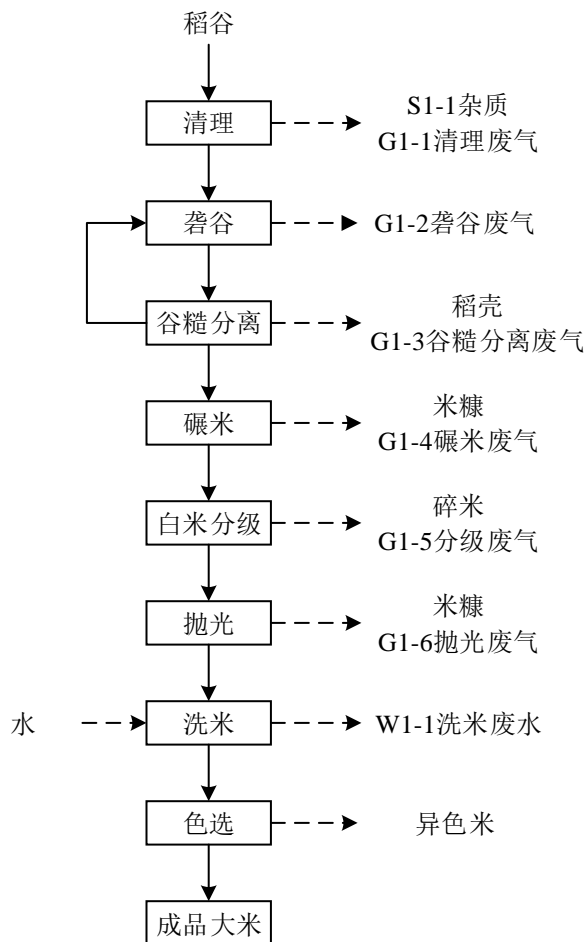 稻谷
清理
S1-1杂质
G1-1清理废气
砻谷
G1-2砻谷废气
谷糙分离
稻壳
G1-3谷糙分离废气
碾米
米糠
G1-4碾米废气
白米分级
碎米
G1-5分级废气
抛光
米糠
G1-6抛光废气
水
洗米
W1-1洗米废水
色选
异色米
成品大米